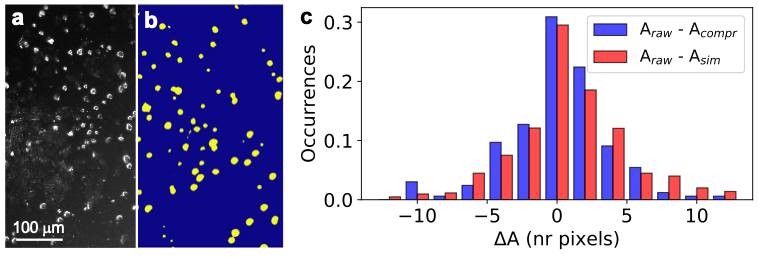 a
b
c
100 μm
0.3
0.2
0.1
0.0
Occurrences
−10
−5
0
5
10
ΔA (nr pixels)
A_raw - A_compr
A_raw - A_sim